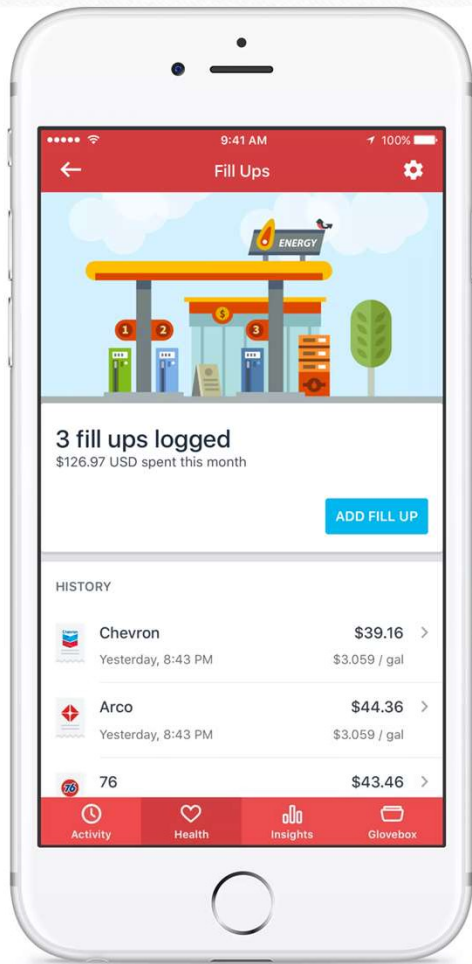 9:41 AM
100%
Fill Ups
ENERGY
$
1 2 3
3 fill ups logged
$126.97 USD spent this month
ADD FILL UP
HISTORY
Chevron $39.16
Yesterday, 8:43 PM $3.059 / gal
Arco $44.36
Yesterday, 8:43 PM $3.059 / gal
76
76 $43.46
Activity Health Insights Glovebox